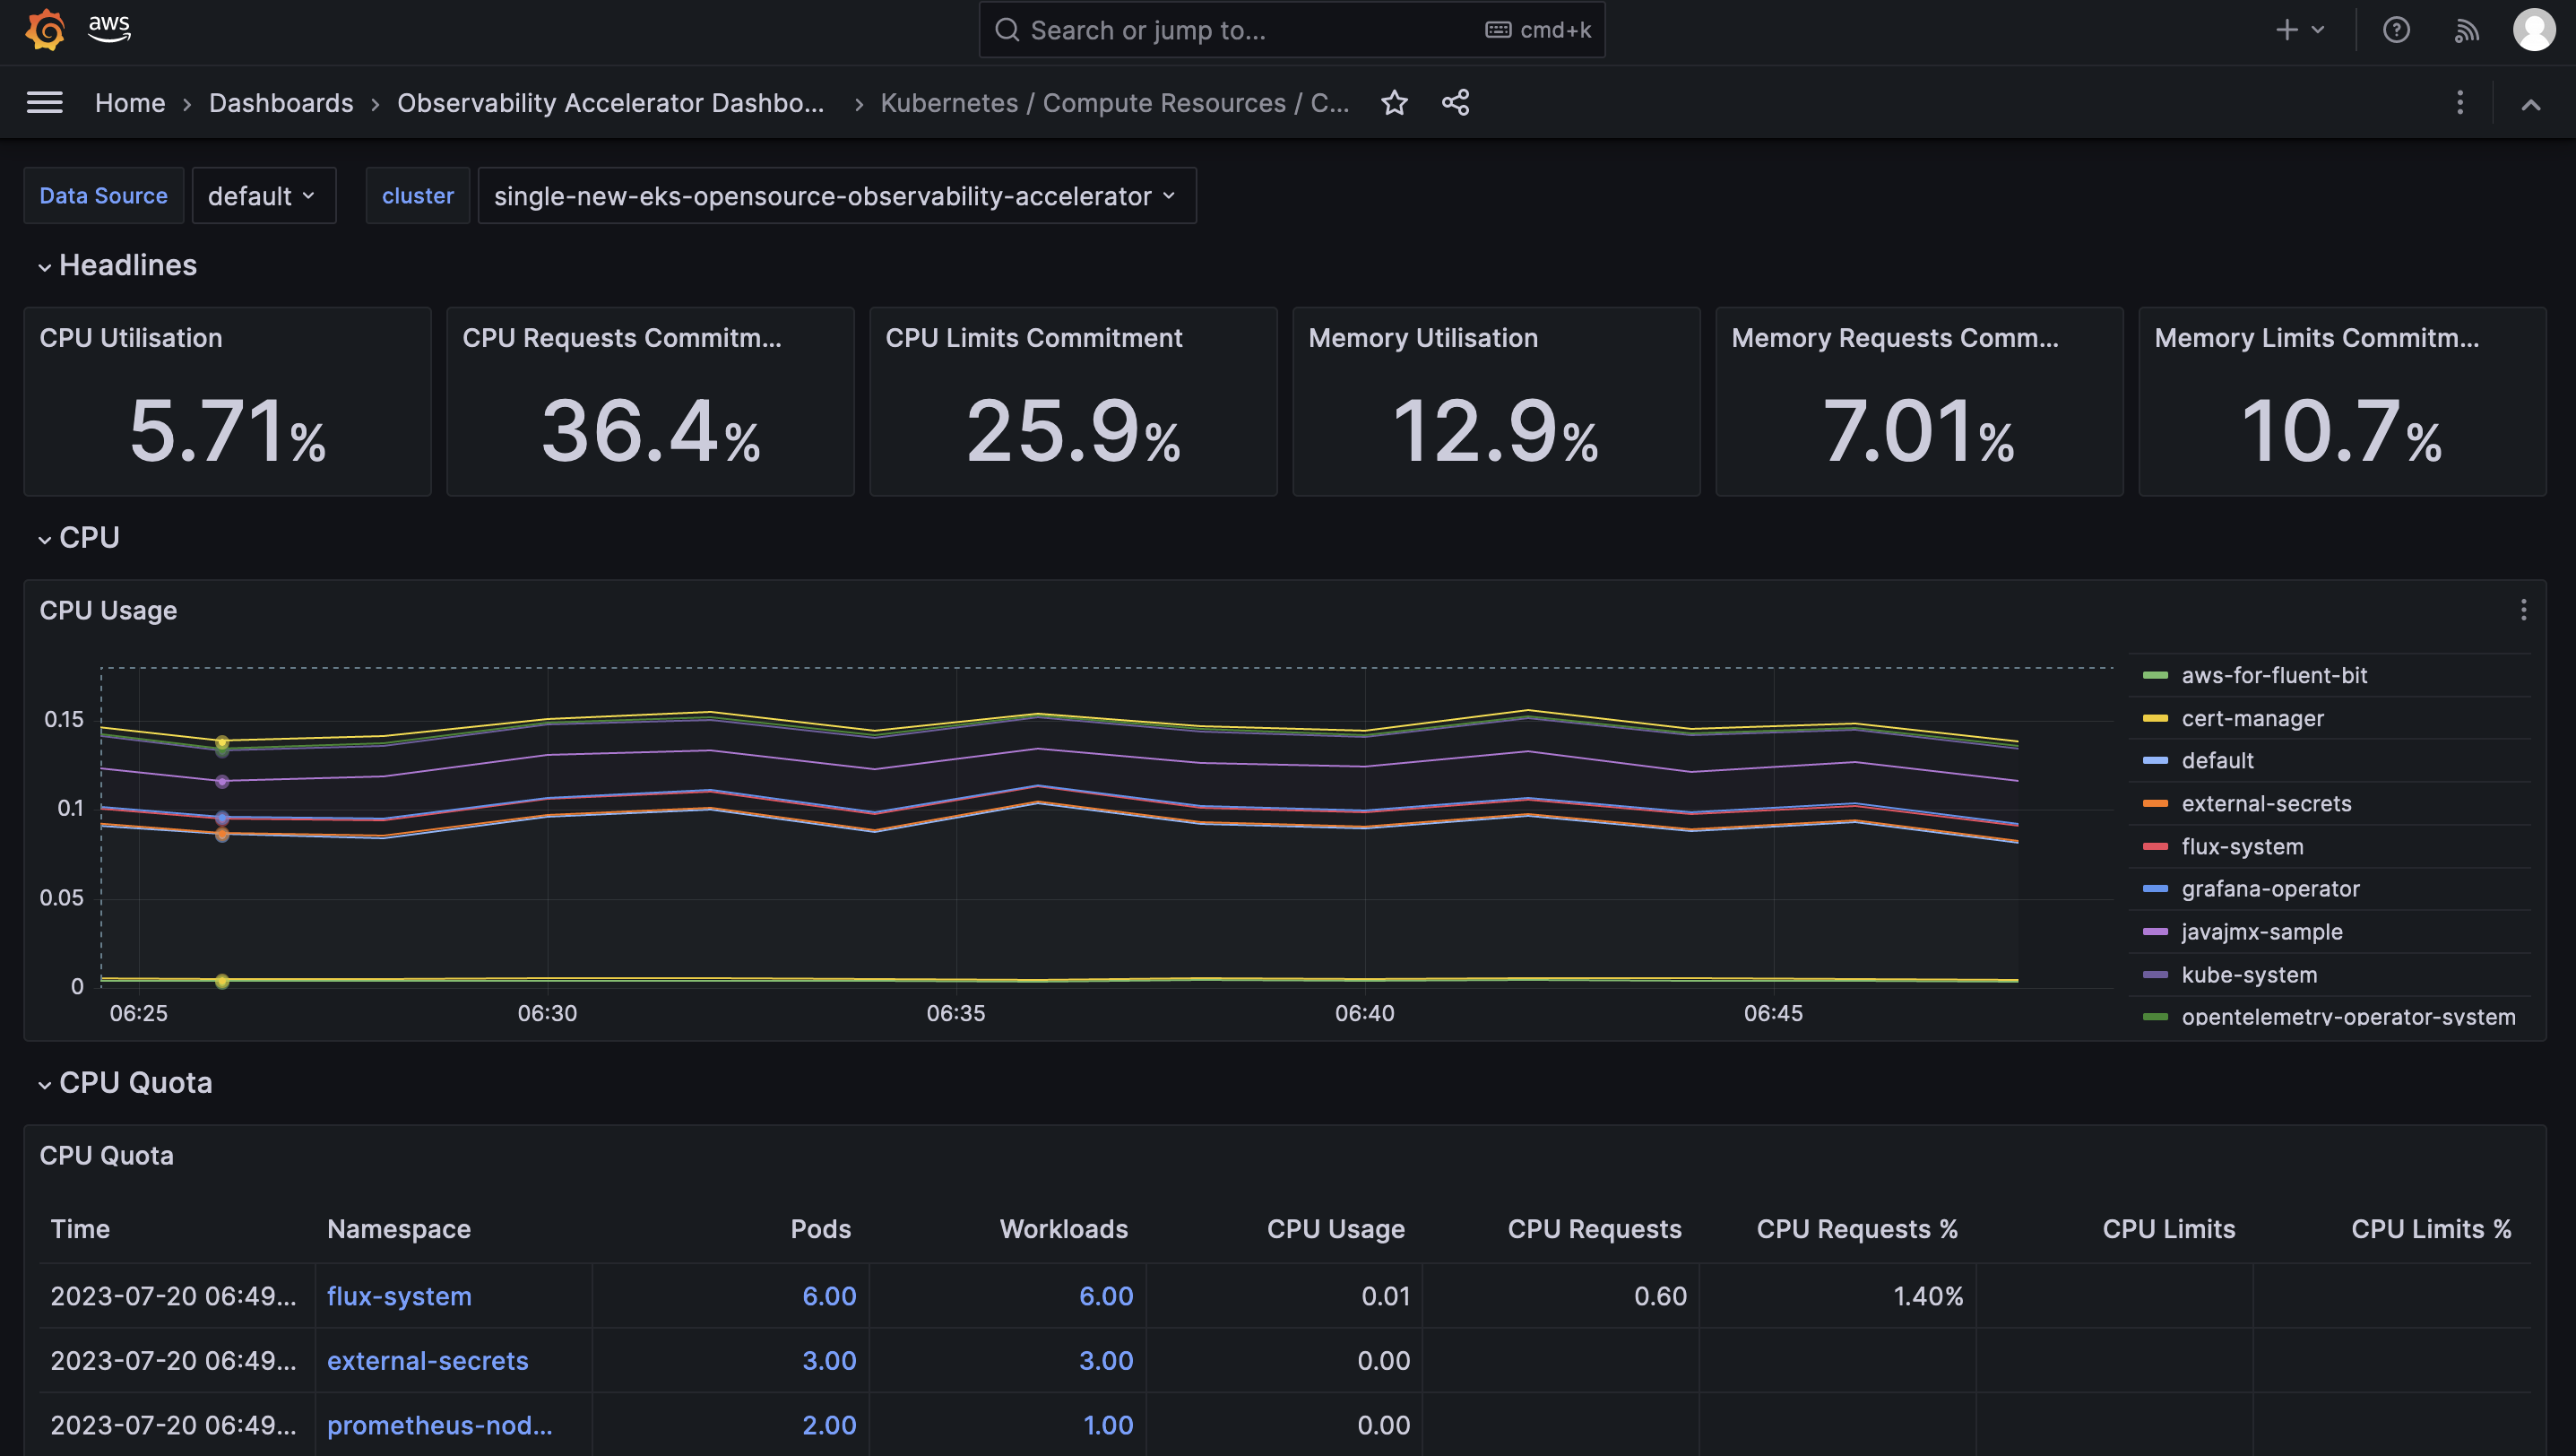 aws
Search or jump to...
cmd+k
Home › Dashboards › Observability Accelerator Dashbo... › Kubernetes / Compute Resources / C...
Data Source default cluster single-new-eks-opensource-observability-accelerator
Headlines
CPU Utilisation
5.71%
CPU Requests Commitm...
36.4%
CPU Limits Commitment
25.9%
Memory Utilisation
12.9%
Memory Requests Comm...
7.01%
Memory Limits Commitm...
10.7%
CPU
CPU Usage
0.15
0.1
0.05
0
06:25 06:30 06:35 06:40 06:45
aws-for-fluent-bit
cert-manager
default
external-secrets
flux-system
grafana-operator
javajmx-sample
kube-system
opentelemetry-operator-system
CPU Quota
CPU Quota
Time Namespace Pods Workloads CPU Usage CPU Requests CPU Requests % CPU Limits CPU Limits %
2023-07-20 06:49... flux-system 6.00 6.00 0.01 0.60 1.40%
2023-07-20 06:49... external-secrets 3.00 3.00 0.00
2023-07-20 06:49... prometheus-nod... 2.00 1.00 0.00